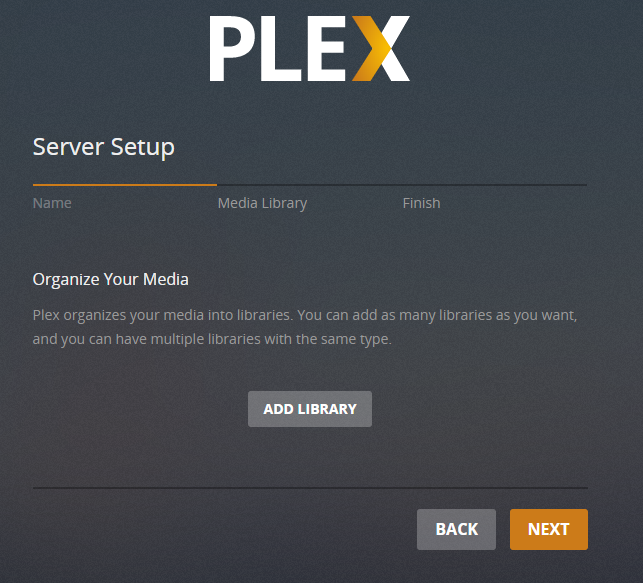 PLEX
Server Setup
Name
Media Library
Finish
Organize Your Media
Plex organizes your media into libraries. You can add as many libraries as you want,
and you can have multiple libraries with the same type.
ADD LIBRARY
BACK
NEXT